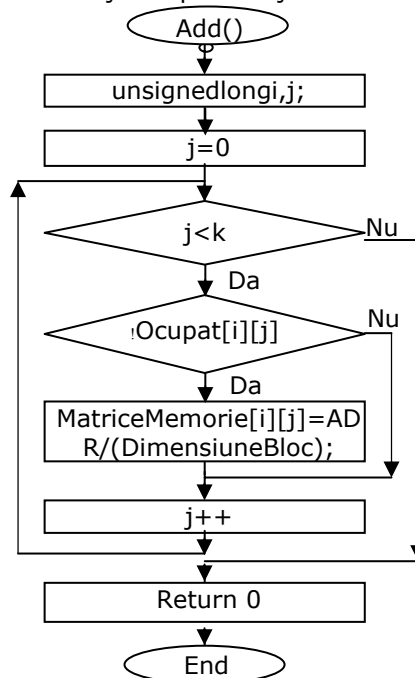 Add()
unsignedlongi,j;
j=0
j<k
Nu
Da
!Ocupat[i][j]
Nu
Da
MatriceMemorie[i][j]=AD
R/(DimensiuneBloc);
j++
Return 0
End